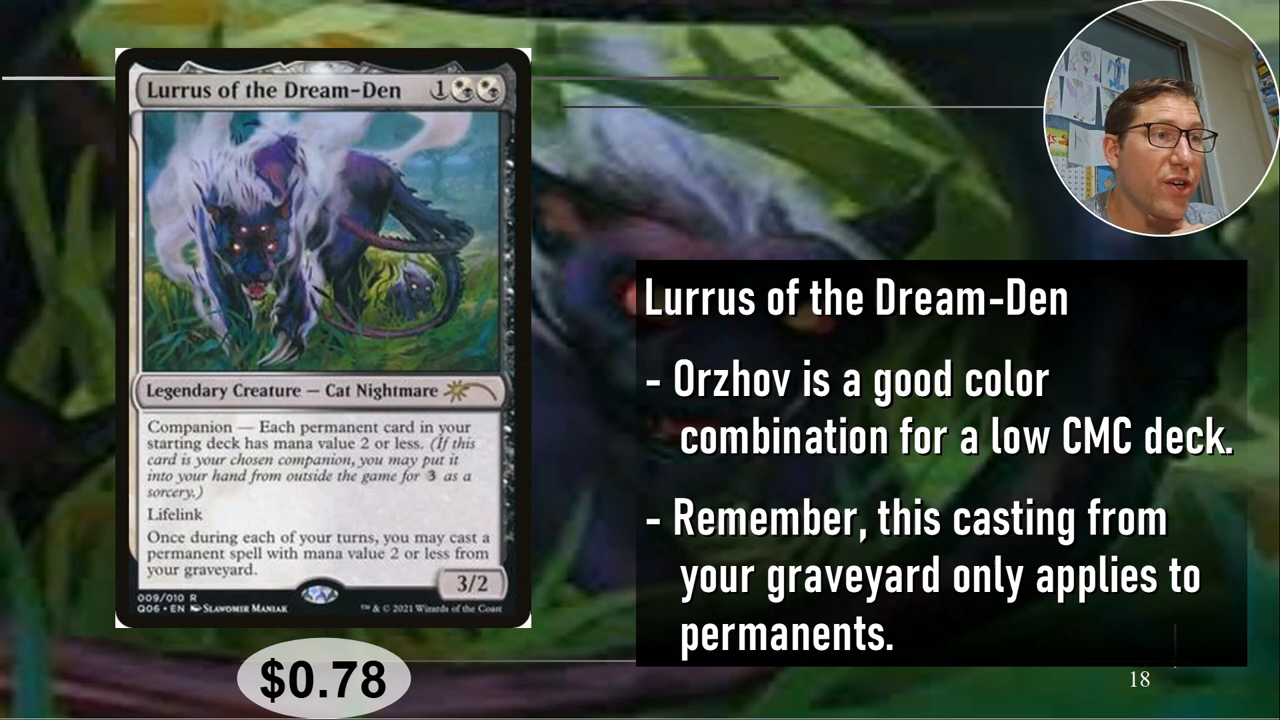 Lurrus of the Dream-Den 1
Legendary Creature — Cat Nightmare
Companion — Each permanent card in your
starting deck has mana value 2 or less. (If this
card is your chosen companion, you may put it
into your hand from outside the game for 3 as a
sorcery.)
Lifelink
Once during each of your turns, you may cast a
permanent spell with mana value 2 or less from
your graveyard.
3/2
009/010 R
Q06 • EN SLAWOMIR MANIAK
™ & © 2021 Wizards of the Coast
$0.78
Lurrus of the Dream-Den
- Orzhov is a good color
combination for a low CMC deck.
- Remember, this casting from
your graveyard only applies to
permanents.
18